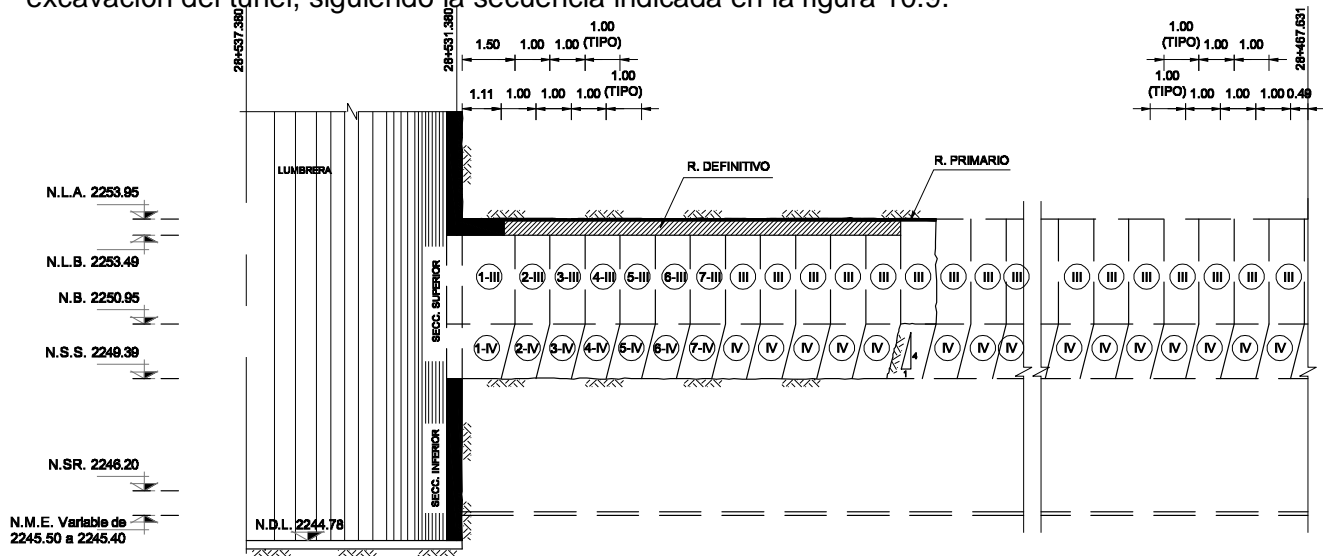 excavación del túnel, siguiendo la secuencia indicada en la figura 10.9.
28+537.380
28+531.380
28+467.631
1.50 1.00 1.00 1.00 (TIPO)
1.11 1.00 1.00 1.00 1.00 (TIPO)
1.00 (TIPO) 1.00 1.00
1.00 (TIPO) 1.00 1.00 1.00 0.49
LUMBRERA
R. DEFINITIVO
R. PRIMARIO
N.L.A. 2253.95
N.L.B. 2253.49
N.B. 2250.95
N.S.S. 2249.39
N.SR. 2246.20
N.M.E. Variable de
2245.50 a 2245.40
N.D.L. 2244.78
SECC. SUPERIOR
SECC. INFERIOR
1-III 2-III 3-III 4-III 5-III 6-III 7-III III III III III III III III III III III III III III III III
1-IV 2-IV 3-IV 4-IV 5-IV 6-IV 7-IV IV IV IV IV IV IV IV IV IV IV IV IV IV IV
4
1